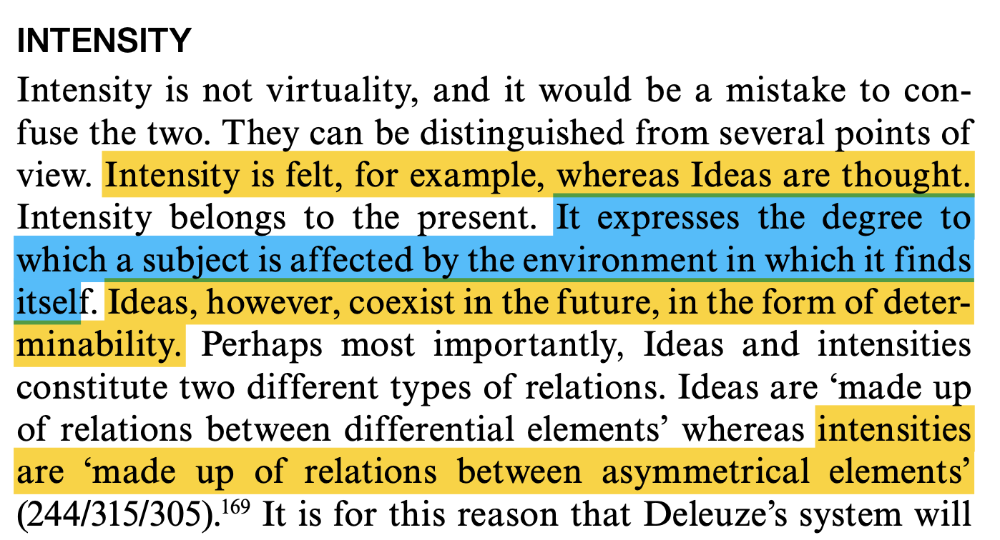 INTENSITY
Intensity is not virtuality, and it would be a mistake to con-
fuse the two. They can be distinguished from several points of
view. Intensity is felt, for example, whereas Ideas are thought.
Intensity belongs to the present. It expresses the degree to
which a subject is affected by the environment in which it finds
itself. Ideas, however, coexist in the future, in the form of deter-
minability. Perhaps most importantly, Ideas and intensities
constitute two different types of relations. Ideas are ‘made up
of relations between differential elements’ whereas intensities
are ‘made up of relations between asymmetrical elements’
(244/315/305).169 It is for this reason that Deleuze’s system will